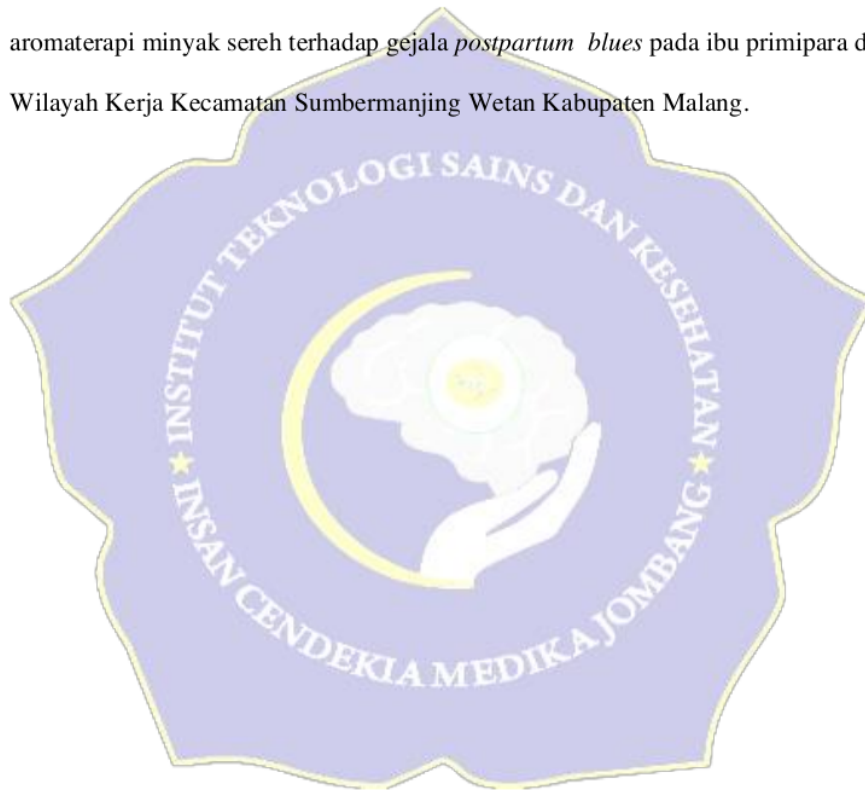 aromaterapi minyak sereh terhadap gejala postpartum blues pada ibu primipara d
Wilayah Kerja Kecamatan Sumbermanjing Wetan Kabupaten Malang.
INSTITUT TEKNOLOGI SAINS DAN KESEHATAN
INSAN CENDEKIA MEDIKA JOMBANG